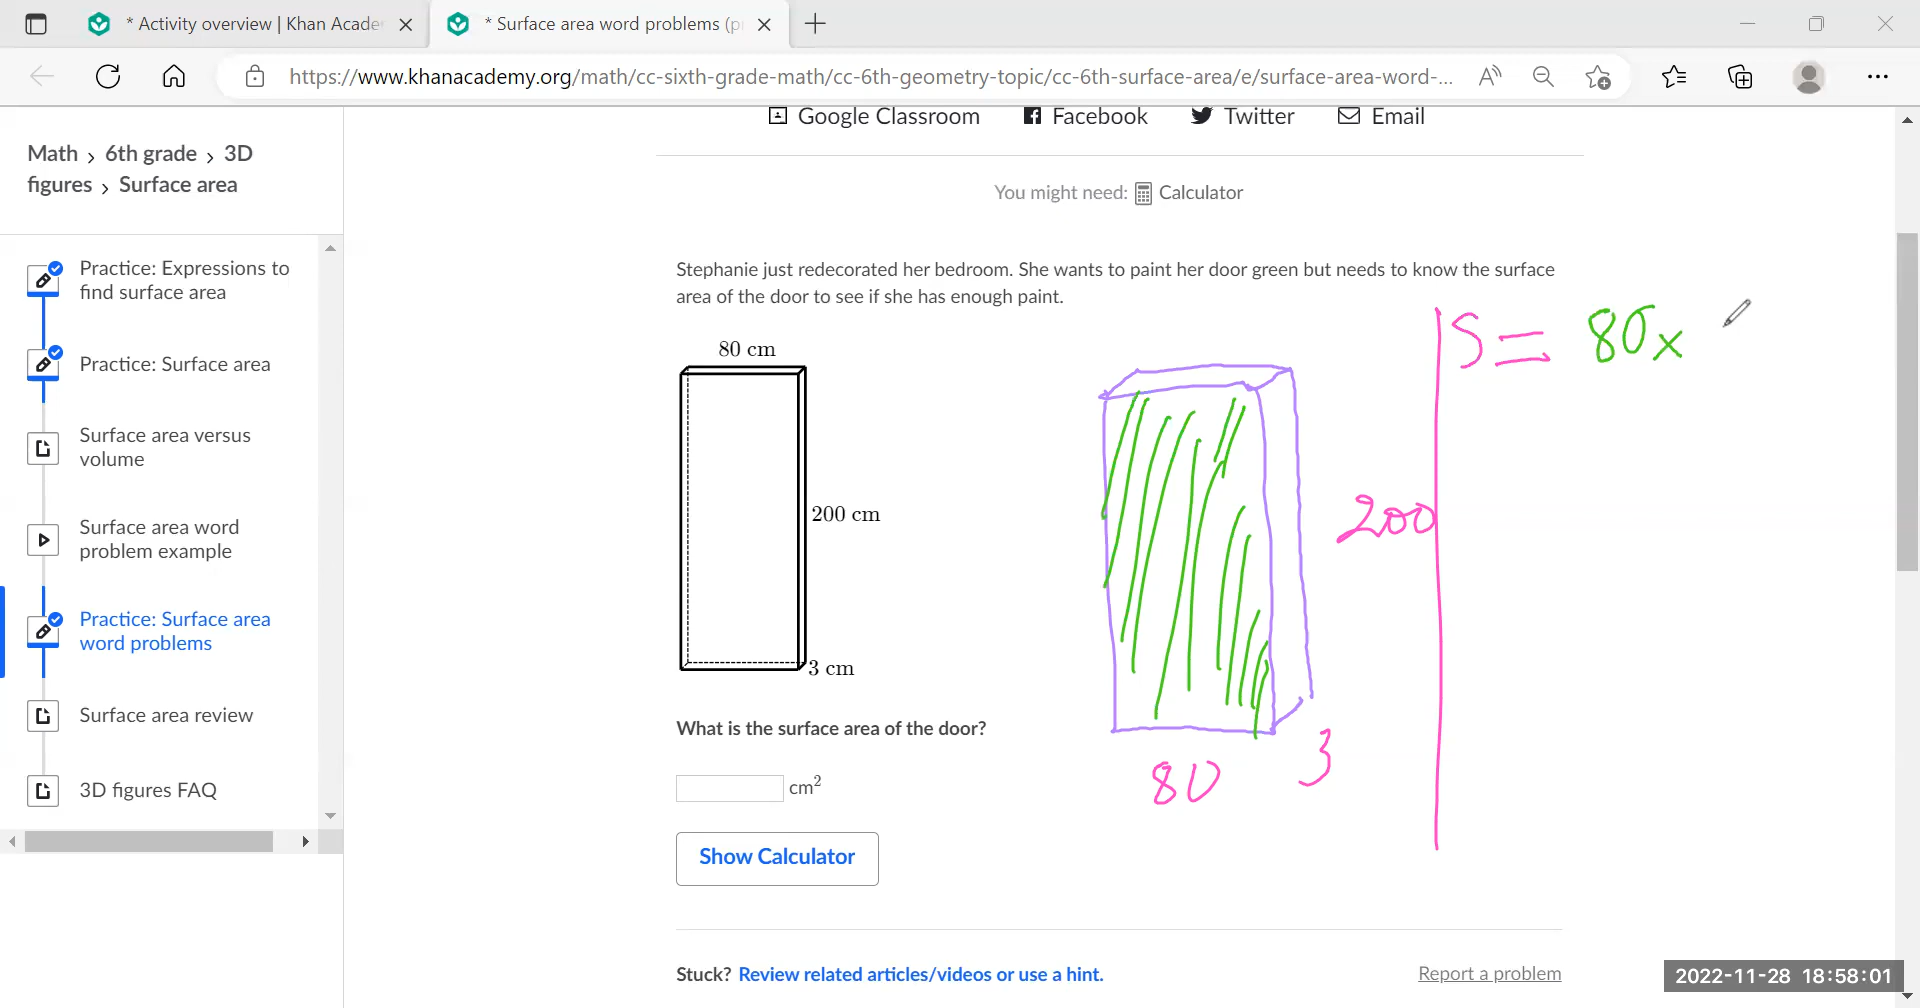 * Activity overview | Khan Acade
* Surface area word problems (p
https://www.khanacademy.org/math/cc-sixth-grade-math/cc-6th-geometry-topic/cc-6th-surface-area/e/surface-area-word-...
Google Classroom Facebook Twitter Email
Math › 6th grade › 3D
figures › Surface area
You might need: Calculator
Practice: Expressions to
find surface area
Practice: Surface area
Surface area versus
volume
Surface area word
problem example
Practice: Surface area
word problems
Surface area review
3D figures FAQ
Stephanie just redecorated her bedroom. She wants to paint her door green but needs to know the surface
area of the door to see if she has enough paint.
80 cm
200 cm
3 cm
200
80
3
S = 80x
What is the surface area of the door?
cm²
Show Calculator
Stuck? Review related articles/videos or use a hint.
Report a problem
2022-11-28 18:58:01